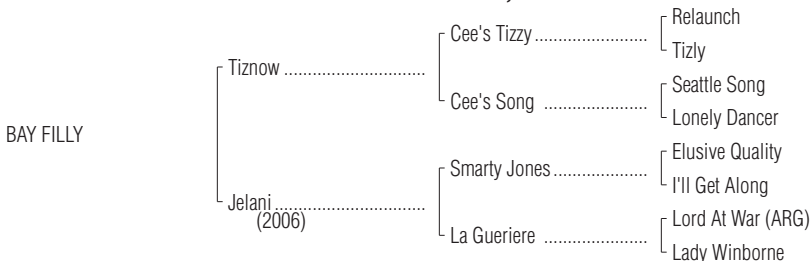 Relaunch
Cee's Tizzy ..............................
Tizly
Tiznow ..............................
Seattle Song
Cee's Song ............................
Lonely Dancer
BAY FILLY
Elusive Quality
Smarty Jones .........................
I'll Get Along
Jelani ................................
(2006)
Lord At War (ARG)
La Gueriere ............................
Lady Winborne